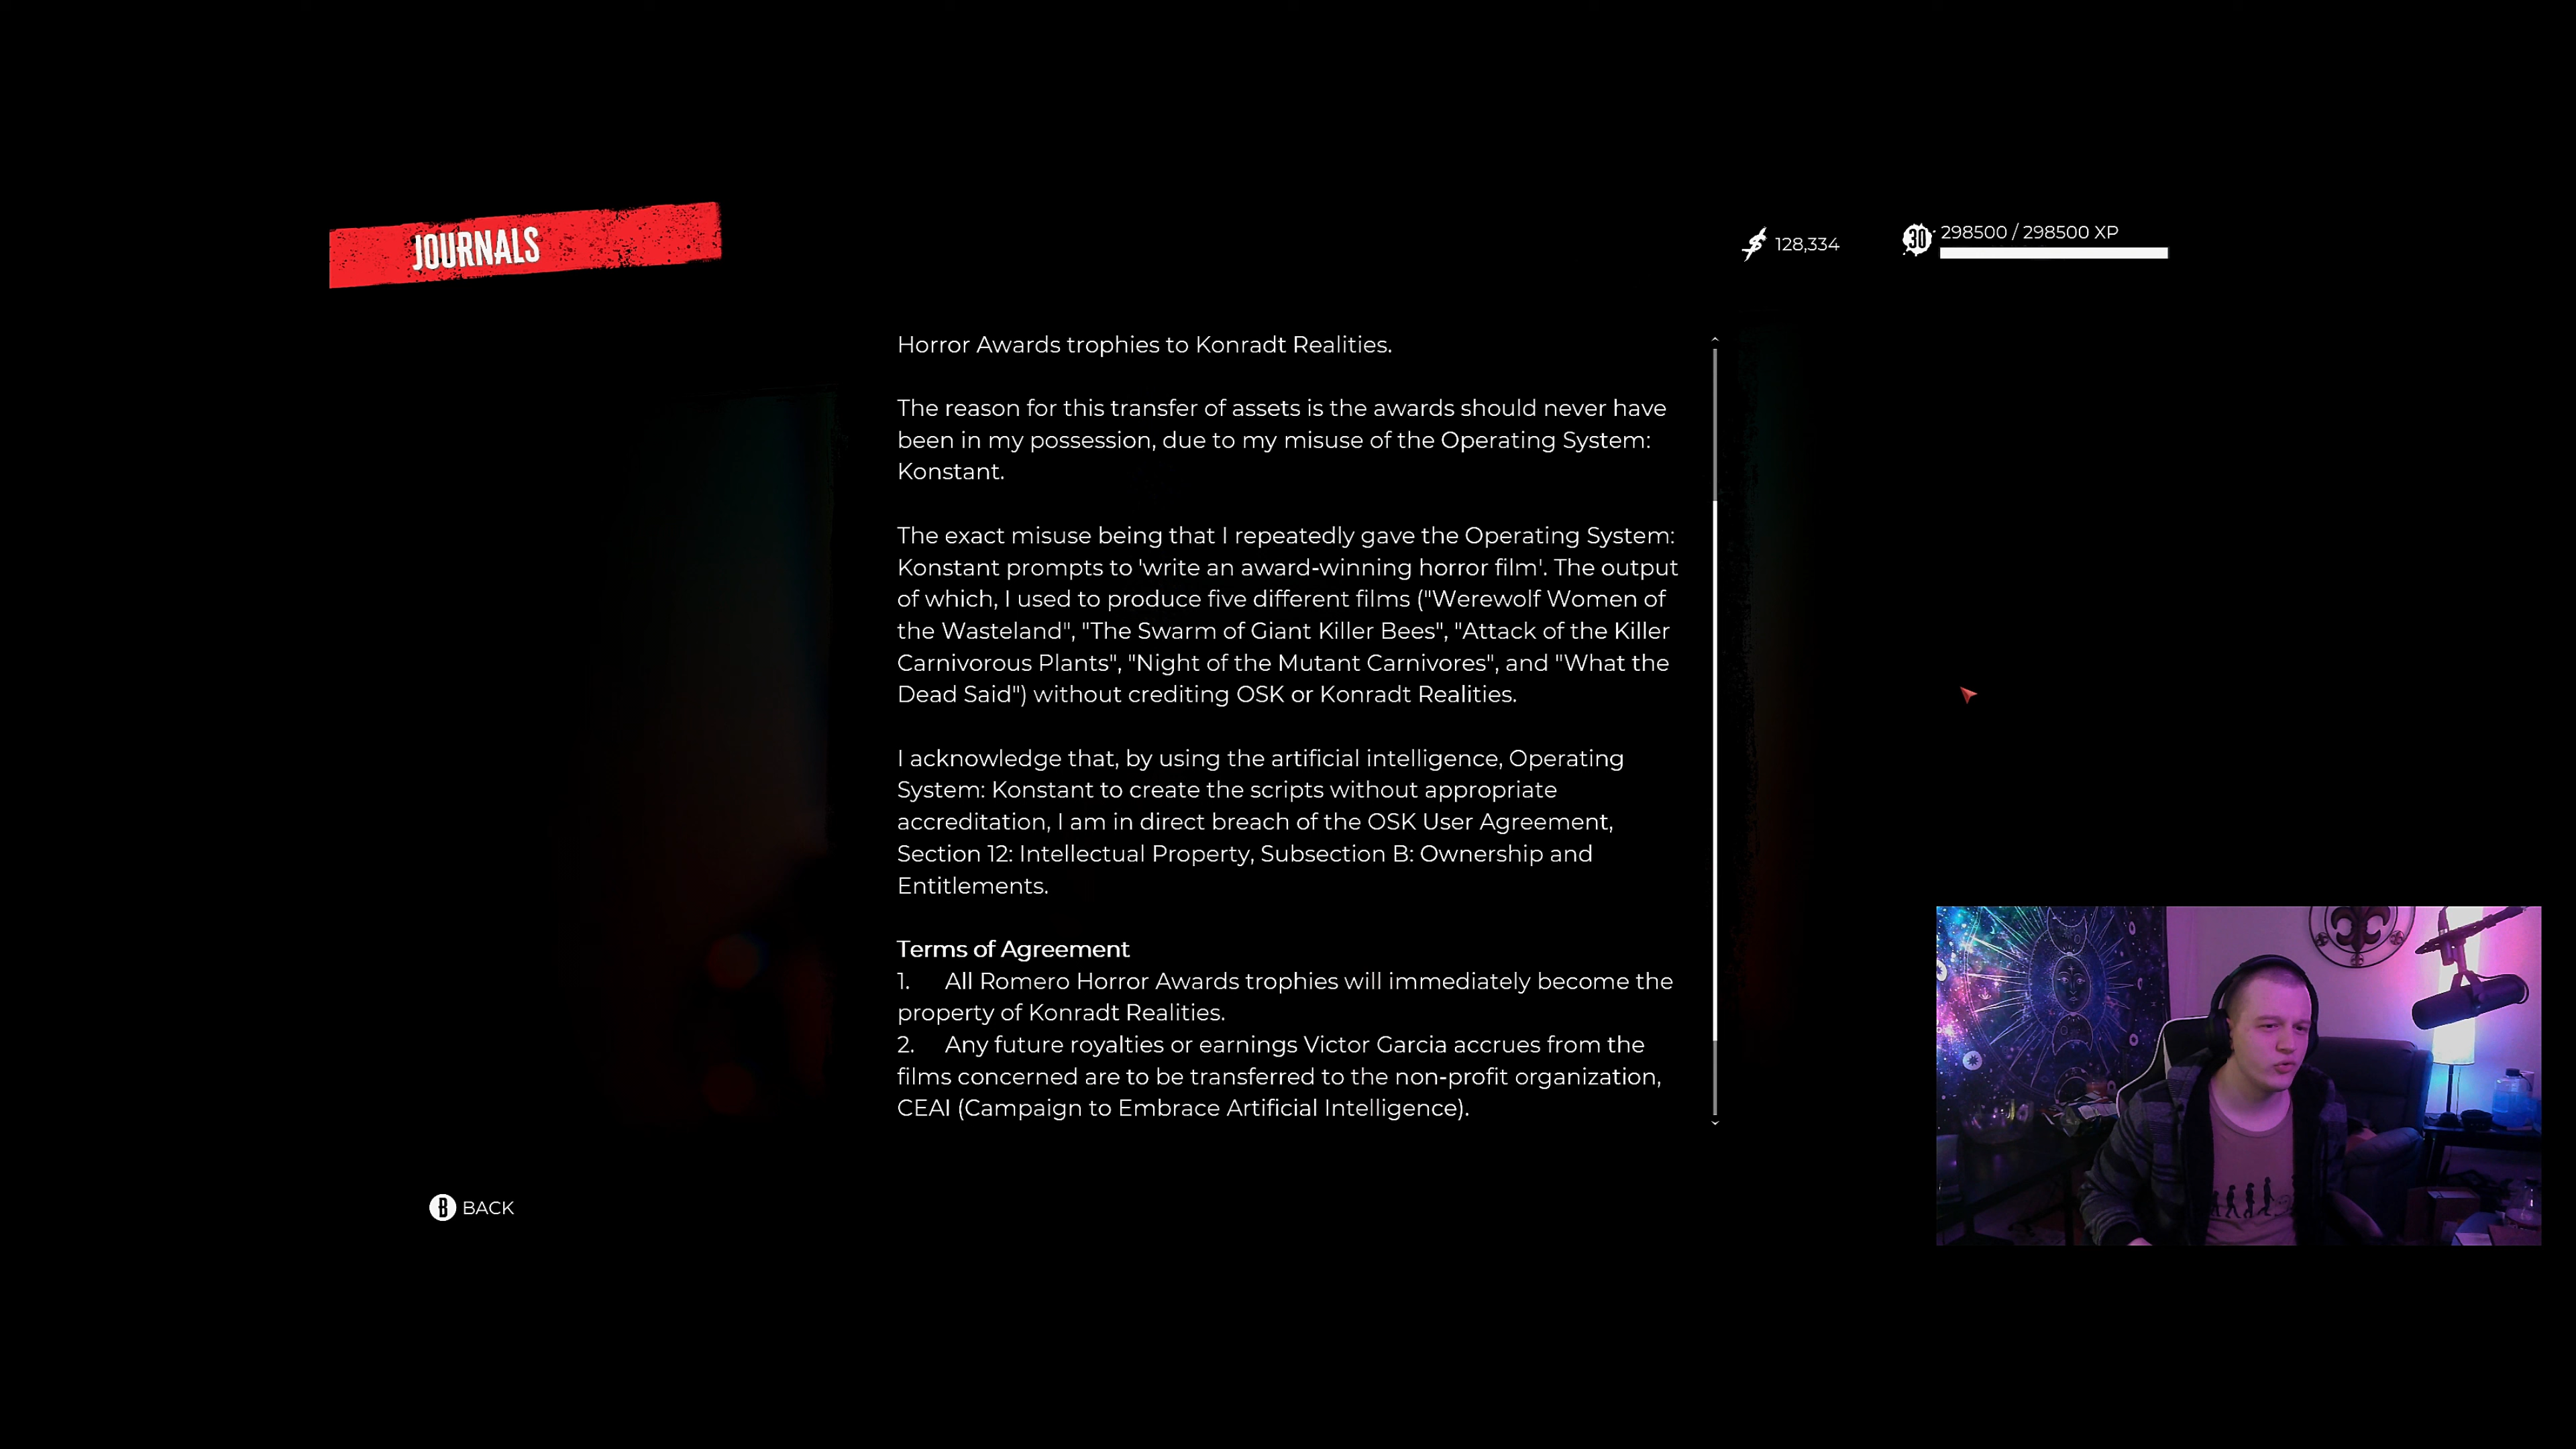 JOURNALS
128,334
30
298500 / 298500 XP
Horror Awards trophies to Konradt Realities.
The reason for this transfer of assets is the awards should never have
been in my possession, due to my misuse of the Operating System:
Konstant.
The exact misuse being that I repeatedly gave the Operating System:
Konstant prompts to 'write an award-winning horror film'. The output
of which, I used to produce five different films ("Werewolf Women of
the Wasteland", "The Swarm of Giant Killer Bees", "Attack of the Killer
Carnivorous Plants", "Night of the Mutant Carnivores", and "What the
Dead Said") without crediting OSK or Konradt Realities.
I acknowledge that, by using the artificial intelligence, Operating
System: Konstant to create the scripts without appropriate
accreditation, I am in direct breach of the OSK User Agreement,
Section 12: Intellectual Property, Subsection B: Ownership and
Entitlements.
Terms of Agreement
1. All Romero Horror Awards trophies will immediately become the
property of Konradt Realities.
2. Any future royalties or earnings Victor Garcia accrues from the
films concerned are to be transferred to the non-profit organization,
CEAI (Campaign to Embrace Artificial Intelligence).
B BACK